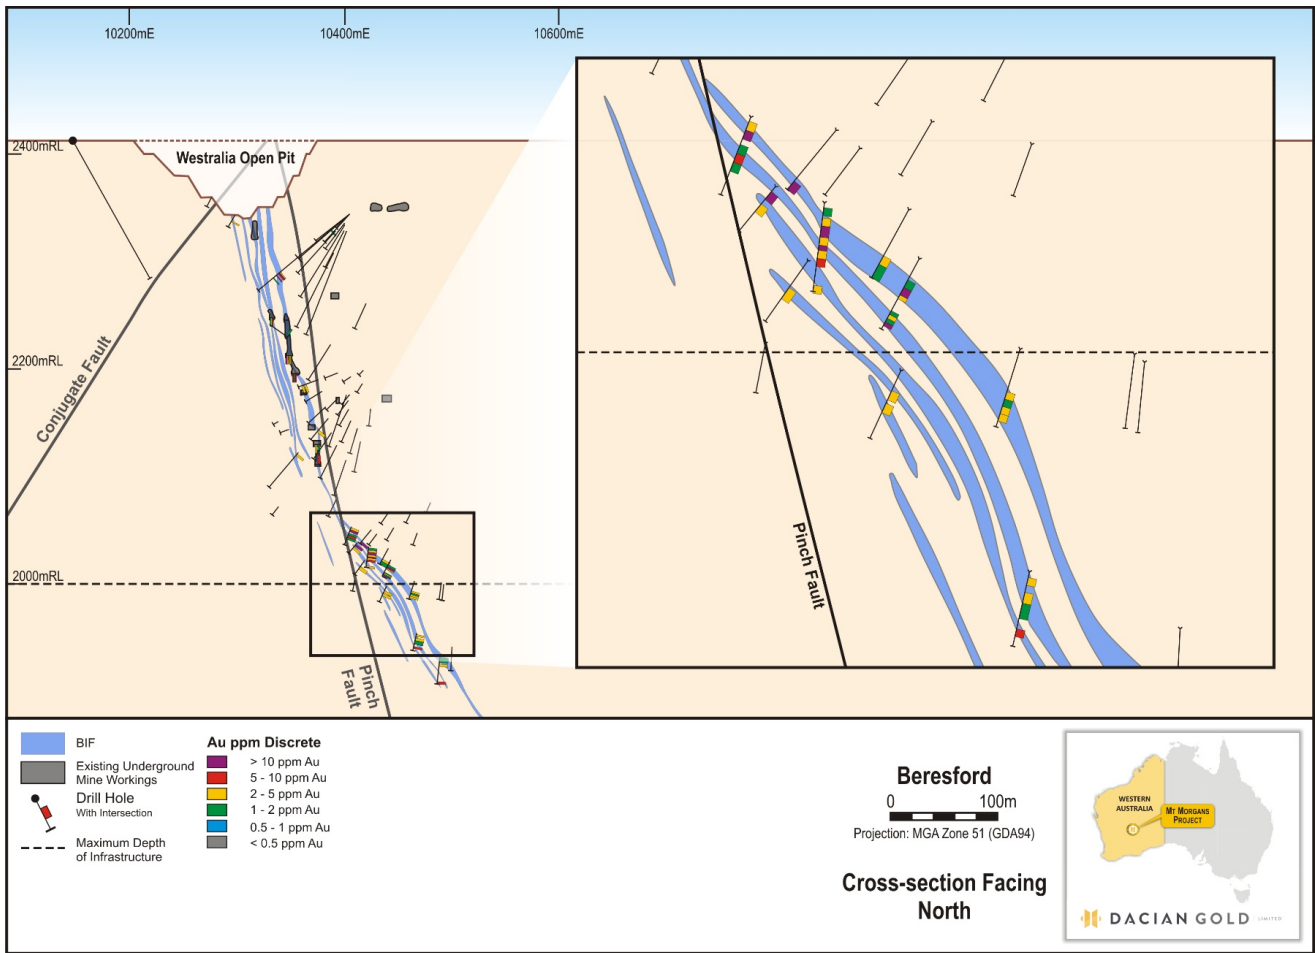 10200mE
10400mE
10600mE
2400mRL
Westralia Open Pit
Conjugate Fault
2200mRL
2000mRL
Pinch
Fault
Pinch Fault
BIF
Existing Underground
Mine Workings
Drill Hole
With Intersection
Maximum Depth
of Infrastructure
Au ppm Discrete
> 10 ppm Au
5 - 10 ppm Au
2 - 5 ppm Au
1 - 2 ppm Au
0.5 - 1 ppm Au
< 0.5 ppm Au
Beresford
0 100m
Projection: MGA Zone 51 (GDA94)
Cross-section Facing
North
WESTERN
AUSTRALIA
MT MORGANS
PROJECT
DACIAN GOLD LIMITED